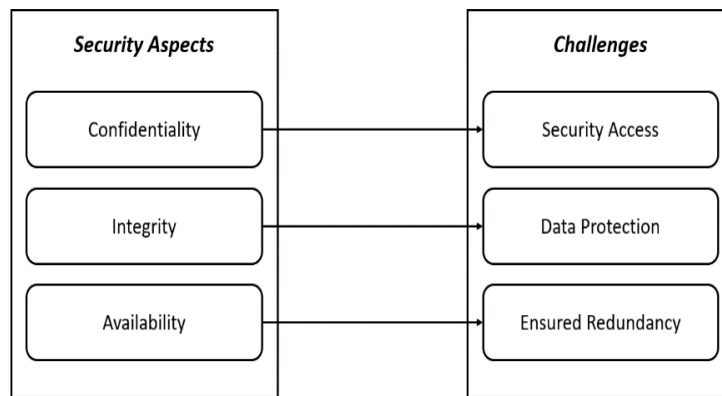 Security Aspects
Challenges
Confidentiality
Security Access
Integrity
Data Protection
Availability
Ensured Redundancy